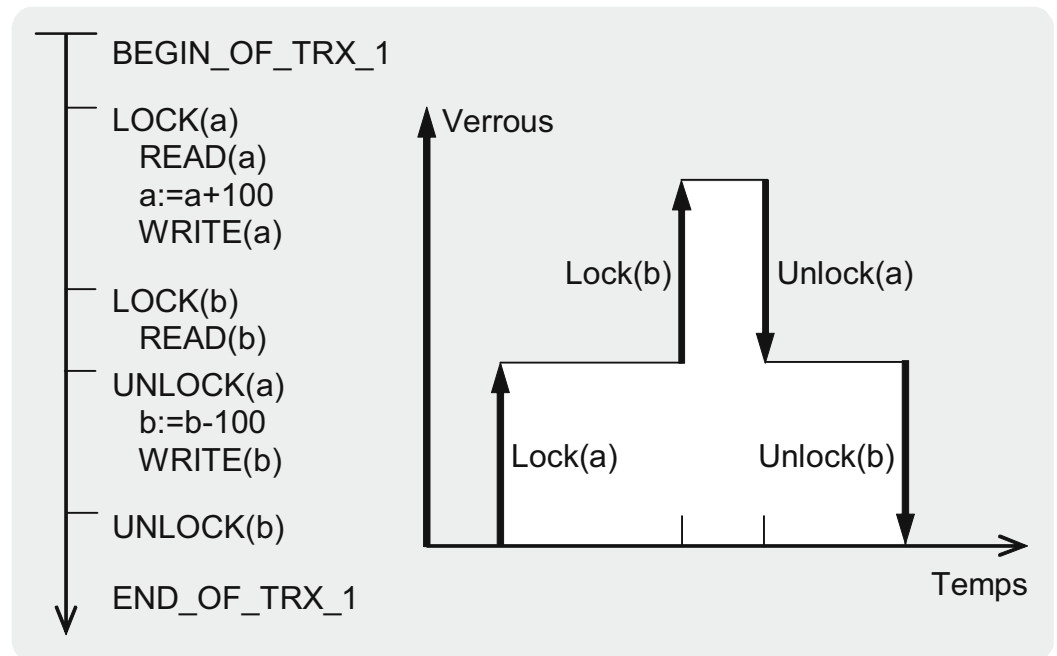 BEGIN_OF_TRX_1
LOCK(a)
READ(a)
a:=a+100
WRITE(a)
LOCK(b)
READ(b)
UNLOCK(a)
b:=b-100
WRITE(b)
UNLOCK(b)
END_OF_TRX_1
Verrous
Lock(b)
Unlock(a)
Lock(a)
Unlock(b)
Temps